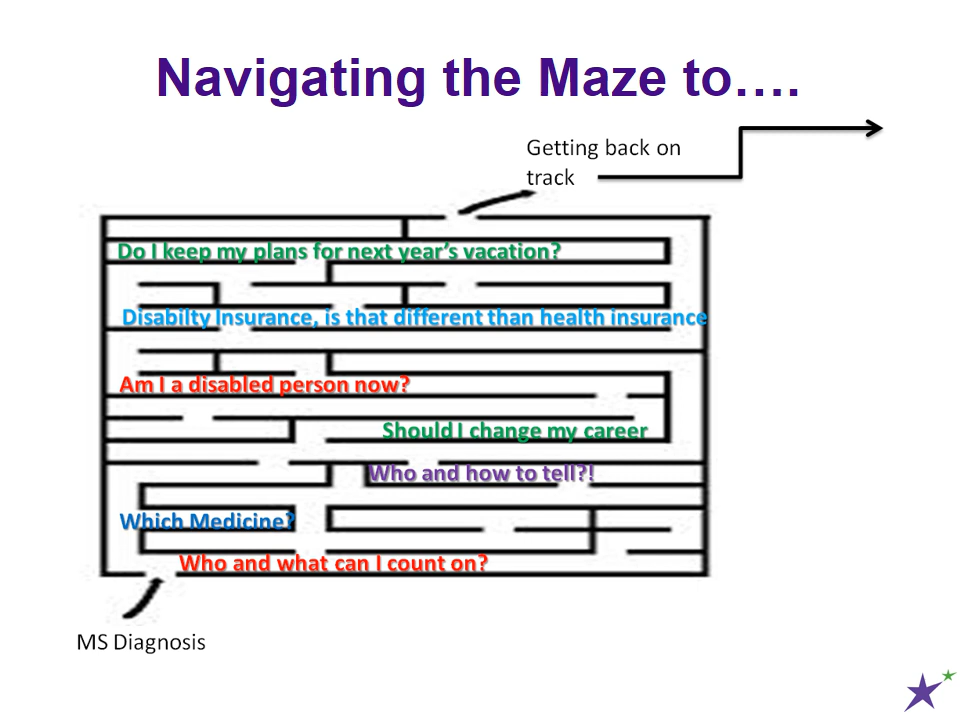 Navigating the Maze to….
Getting back on
track
Do I keep my plans for next year’s vacation?
Disabilty Insurance, is that different than health insurance
Am I a disabled person now?
Should I change my career
Who and how to tell?!
Which Medicine?
Who and what can I count on?
MS Diagnosis